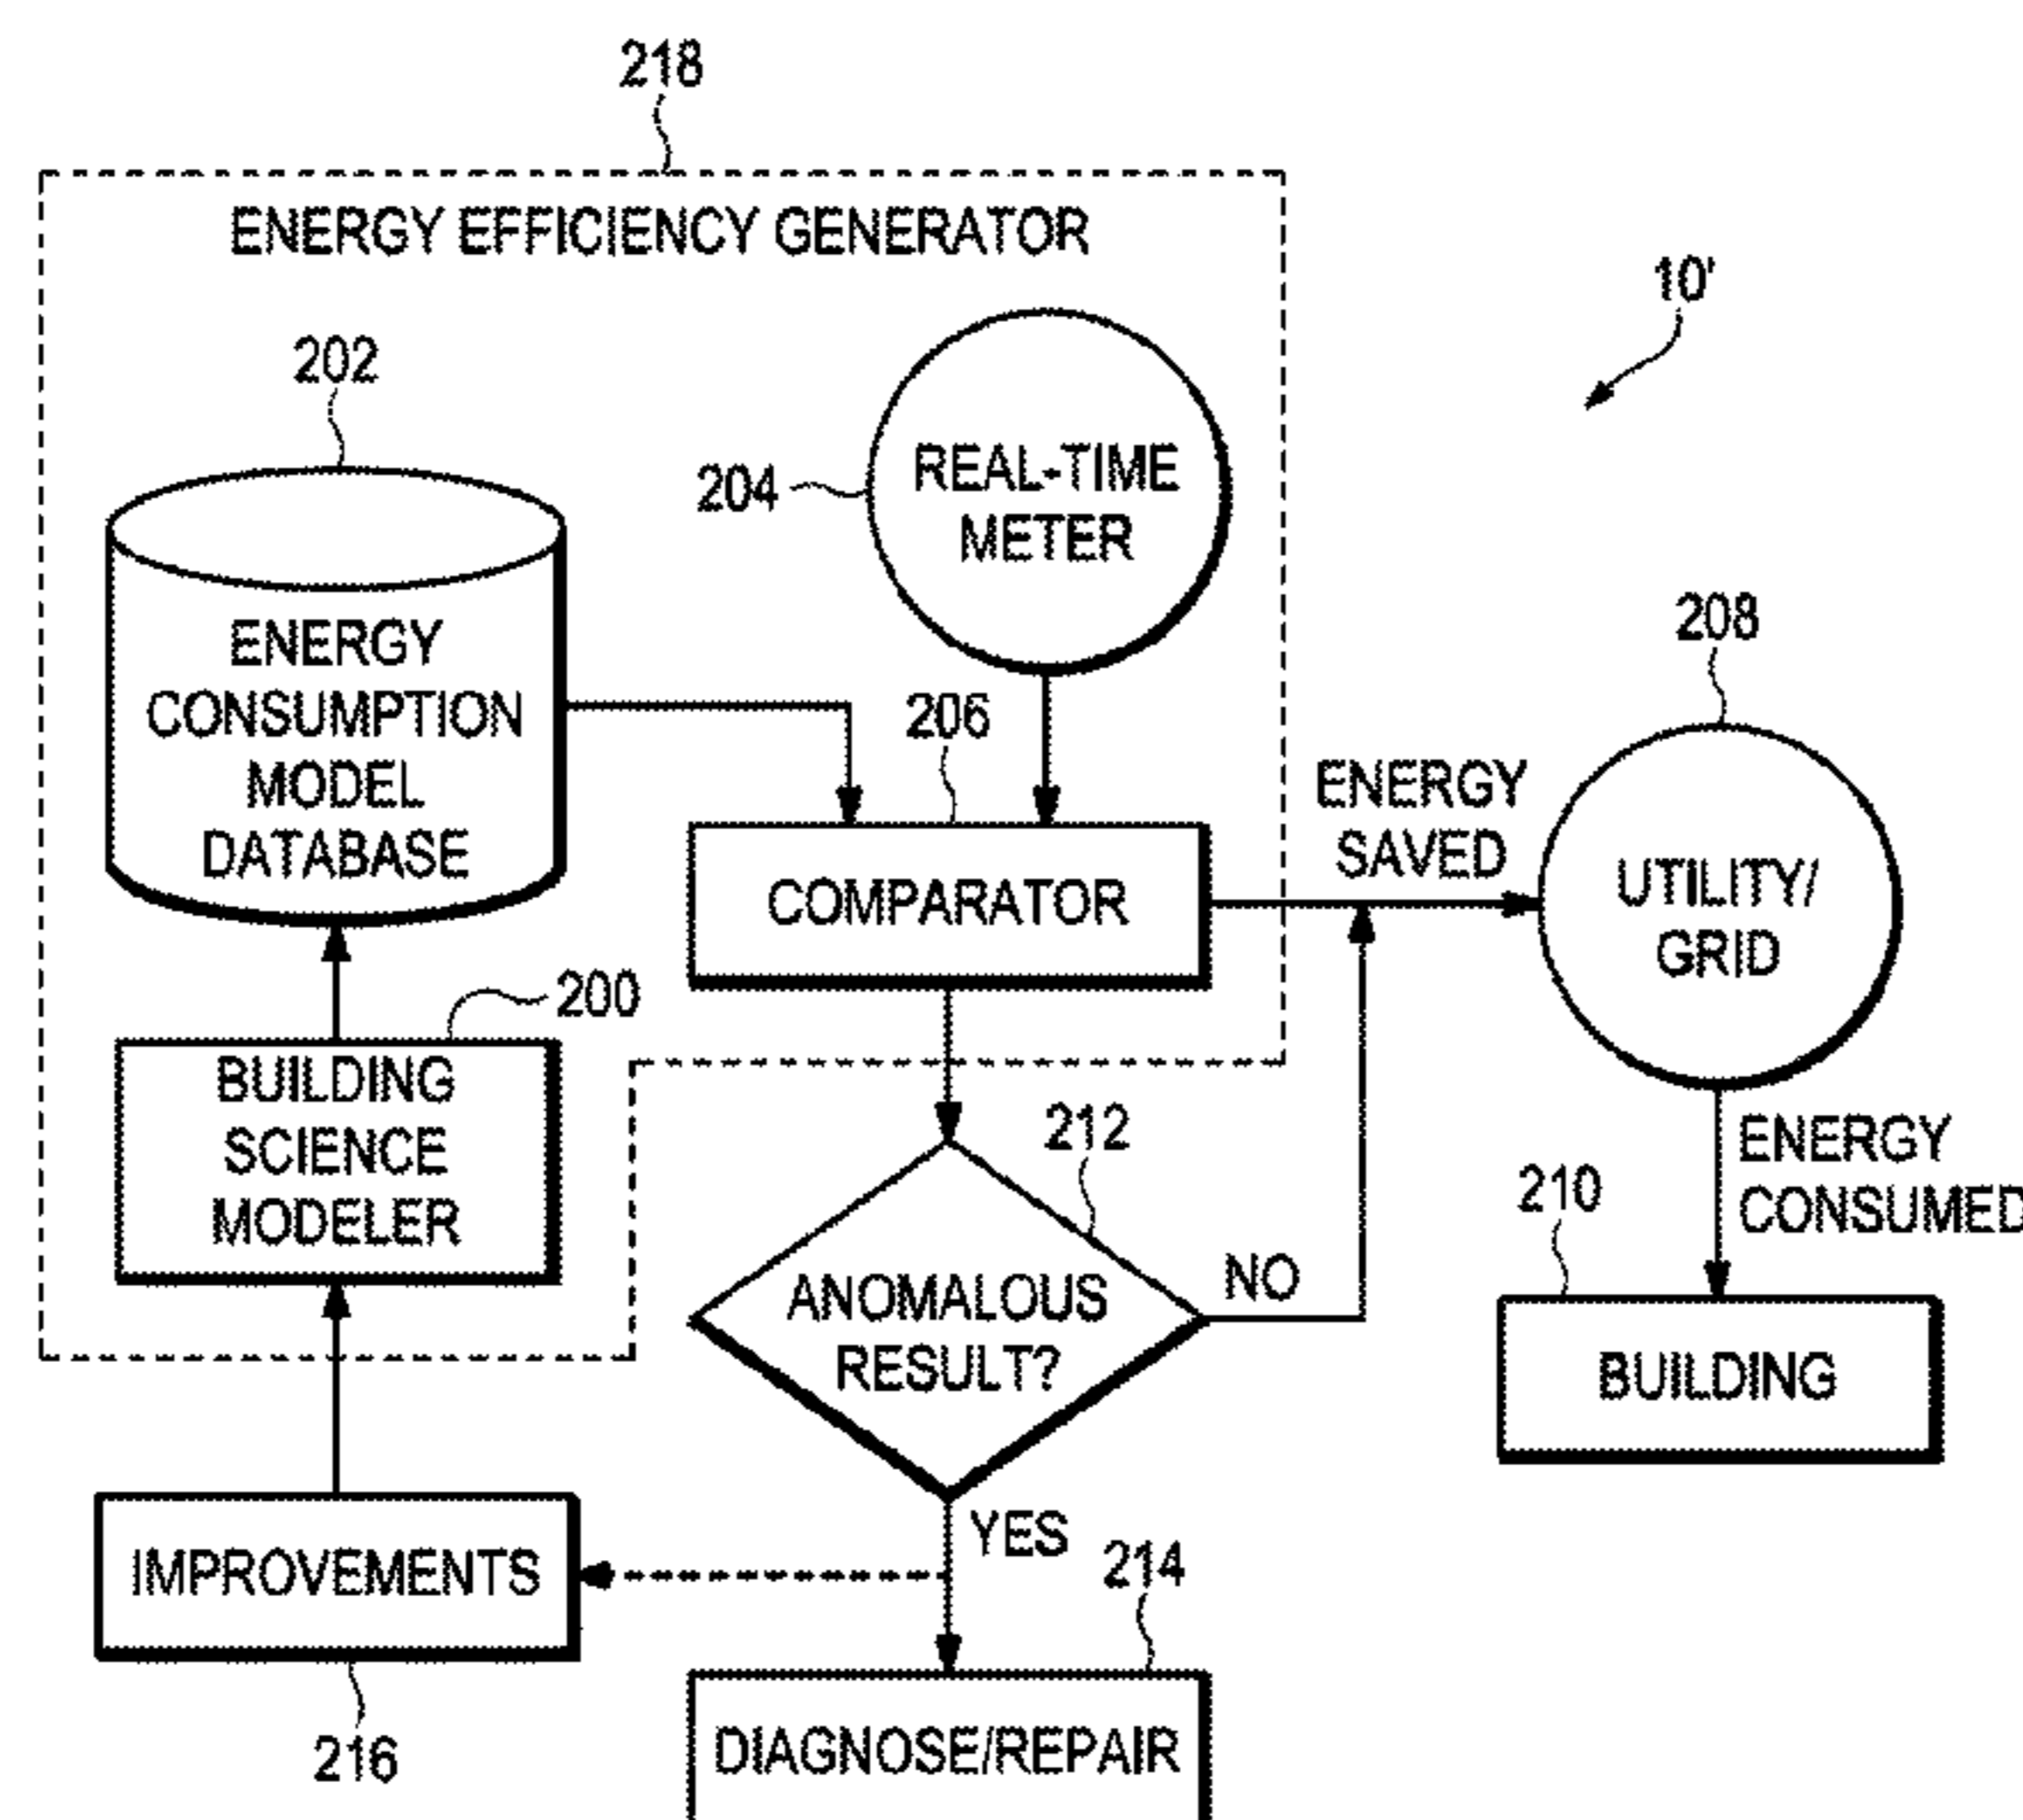 218
ENERGY EFFICIENCY GENERATOR
10'
202
204
REAL-TIME
METER
ENERGY
CONSUMPTION
MODEL
DATABASE
206
208
ENERGY
SAVED
COMPARATOR
UTILITY/
GRID
200
BUILDING
SCIENCE
MODELER
212
ENERGY
CONSUMED
210
ANOMALOUS
RESULT?
NO
BUILDING
YES
IMPROVEMENTS
214
216
DIAGNOSE/REPAIR